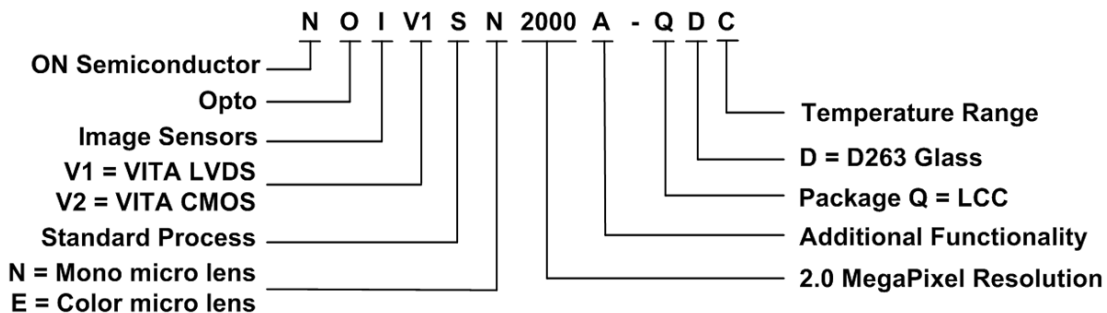 N O I V1 S N 2000 A - Q D C
ON Semiconductor
Opto
Image Sensors
V1 = VITA LVDS
V2 = VITA CMOS
Standard Process
N = Mono micro lens
E = Color micro lens
Temperature Range
D = D263 Glass
Package Q = LCC
Additional Functionality
2.0 MegaPixel Resolution